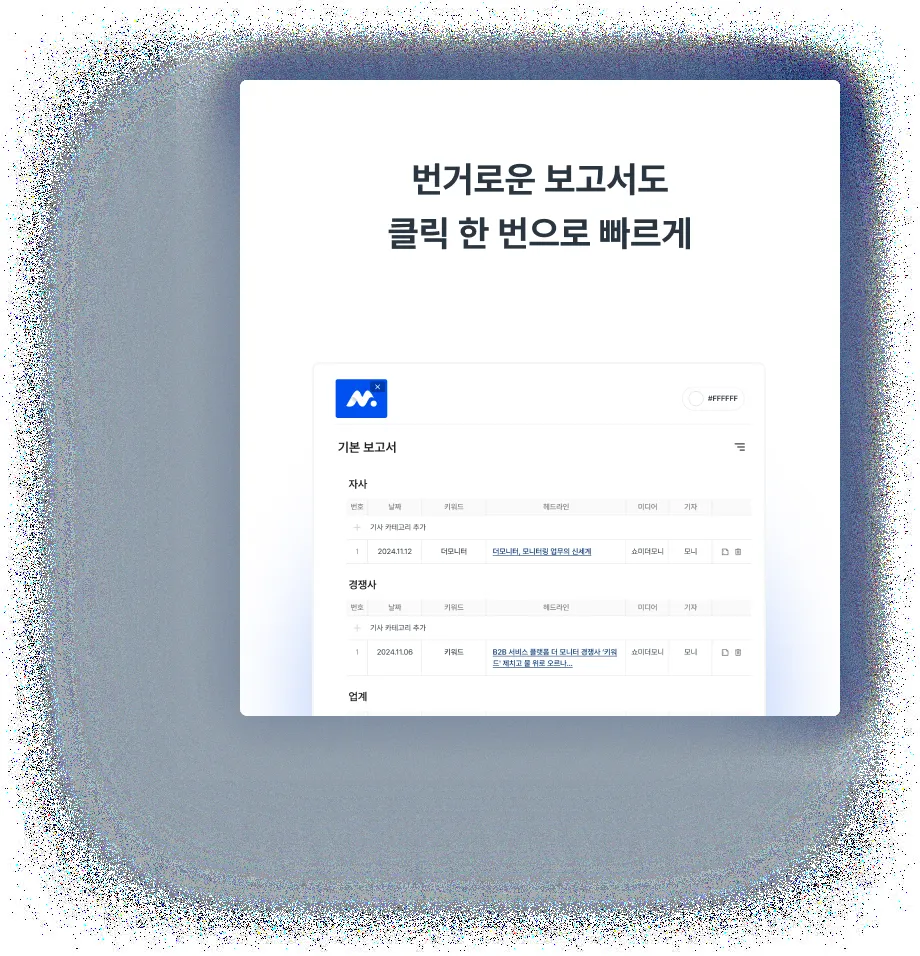 번거로운 보고서도
클릭 한 번으로 빠르게
#FFFFFF
기본 보고서
자사
번호 날짜 키워드 헤드라인 미디어 기자
기사 카테고리 추가
1 2024.11.12 더모니터 더모니터, 모니터링 업무의 신세계 쇼미더모니 모니
경쟁사
번호 날짜 키워드 헤드라인 미디어 기자
기사 카테고리 추가
1 2024.11.06 키워드 B2B 서비스 플랫폼 더 모니터 경쟁사 '키워 쇼미더모니 모니
드' 제치고 물 위로 오르나...
업계